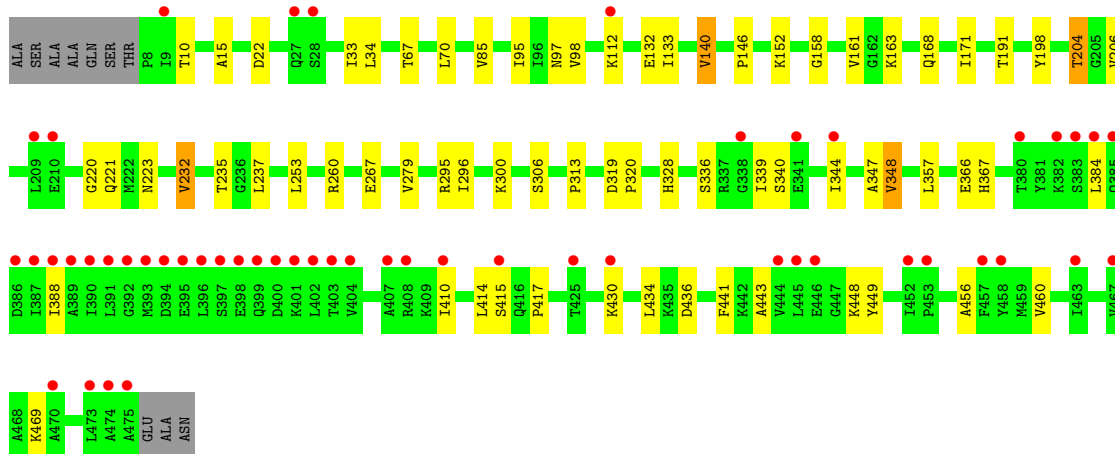 ALA SER ALA ALA GLN SER THR P8 I9 T10 A15 D22 Q27 S28 I33 L34 T67 L70 V85 I95 I96 N97 V98 K112 E132 I133 V140 P146 K152 G158 V161 G162 K163 Q168 I171 T191 Y198 T204 G205 V206
L209 E210 G220 Q221 M222 N223 V232 T235 G236 L237 L253 R260 E267 V279 R295 I296 K300 S306 P313 D319 P320 H328 S336 R337 G338 I339 S340 E341 I344 A347 V348 L357 E366 H367 T380 Y381 K382 S383 L384
D386 I387 I388 A389 I390 L391 G392 M393 D394 E395 L396 S397 E398 Q399 D400 K401 L402 T403 V404 A407 R408 K409 I410 L414 S415 Q416 P417 T425 K430 L434 K435 D436 F441 K442 A443 V444 L445 E446 G447 K448 Y449 I452 P453 A456 F457 Y458 M459 V460 I463 V467
A468 K469 A470 L473 A474 A475 GLU ALA ASN